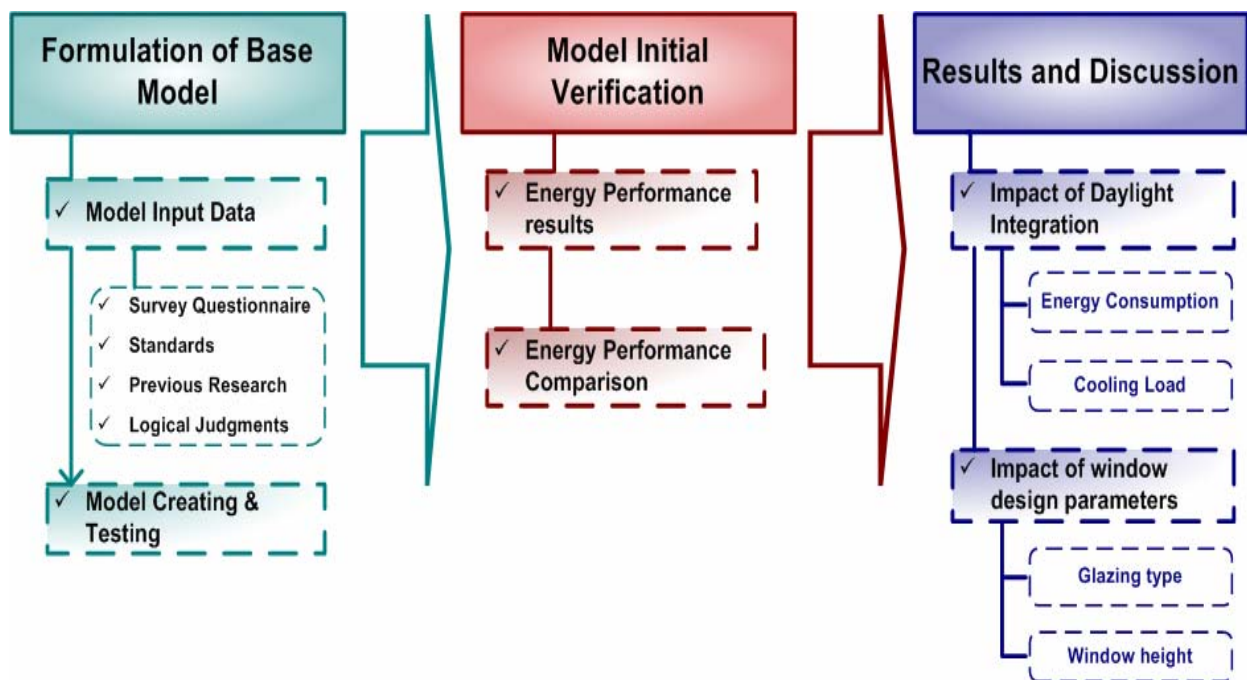 Formulation of Base
Model
✓ Model Input Data
✓ Survey Questionnaire
✓ Standards
✓ Previous Research
✓ Logical Judgments
✓ Model Creating &
Testing
Model Initial
Verification
✓ Energy Performance
results
✓ Energy Performance
Comparison
Results and Discussion
✓ Impact of Daylight
Integration
Energy Consumption
Cooling Load
✓ Impact of window
design parameters
Glazing type
Window height